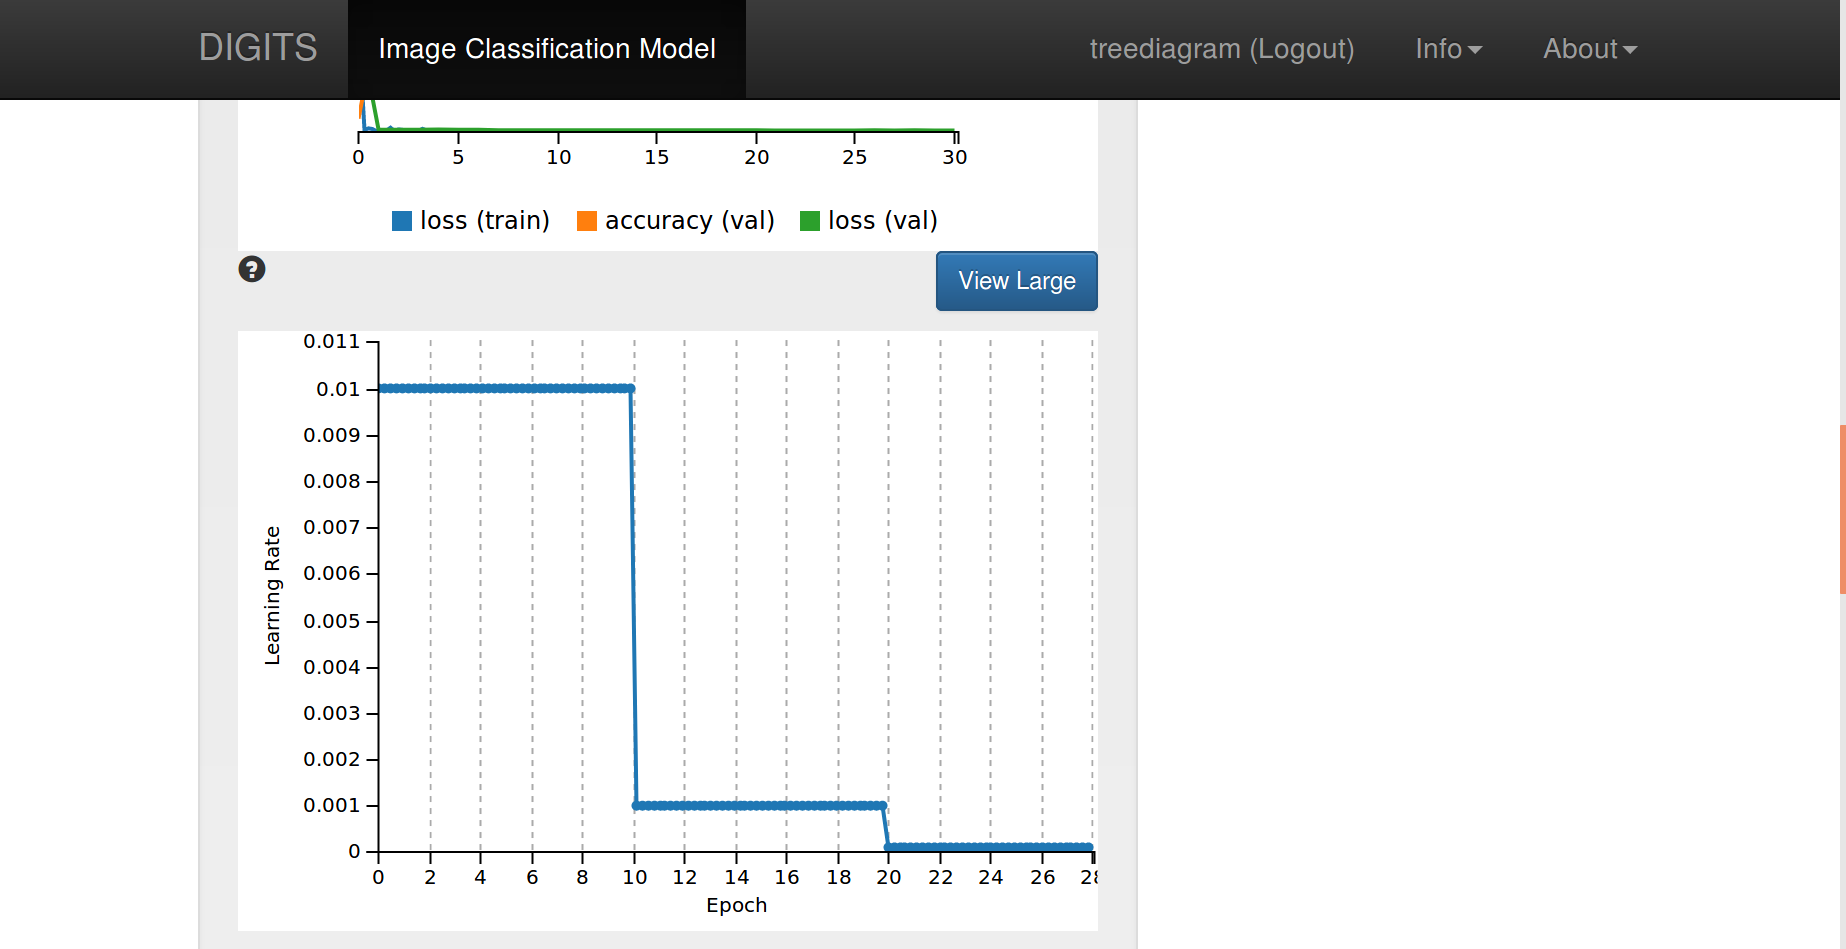 DIGITS Image Classification Model treediagram (Logout) Info About
0 5 10 15 20 25 30
loss (train) accuracy (val) loss (val)
?
View Large
0.011
0.01
0.009
0.008
0.007
0.006
0.005
0.004
0.003
0.002
0.001
0
Learning Rate
0 2 4 6 8 10 12 14 16 18 20 22 24 26 28
Epoch